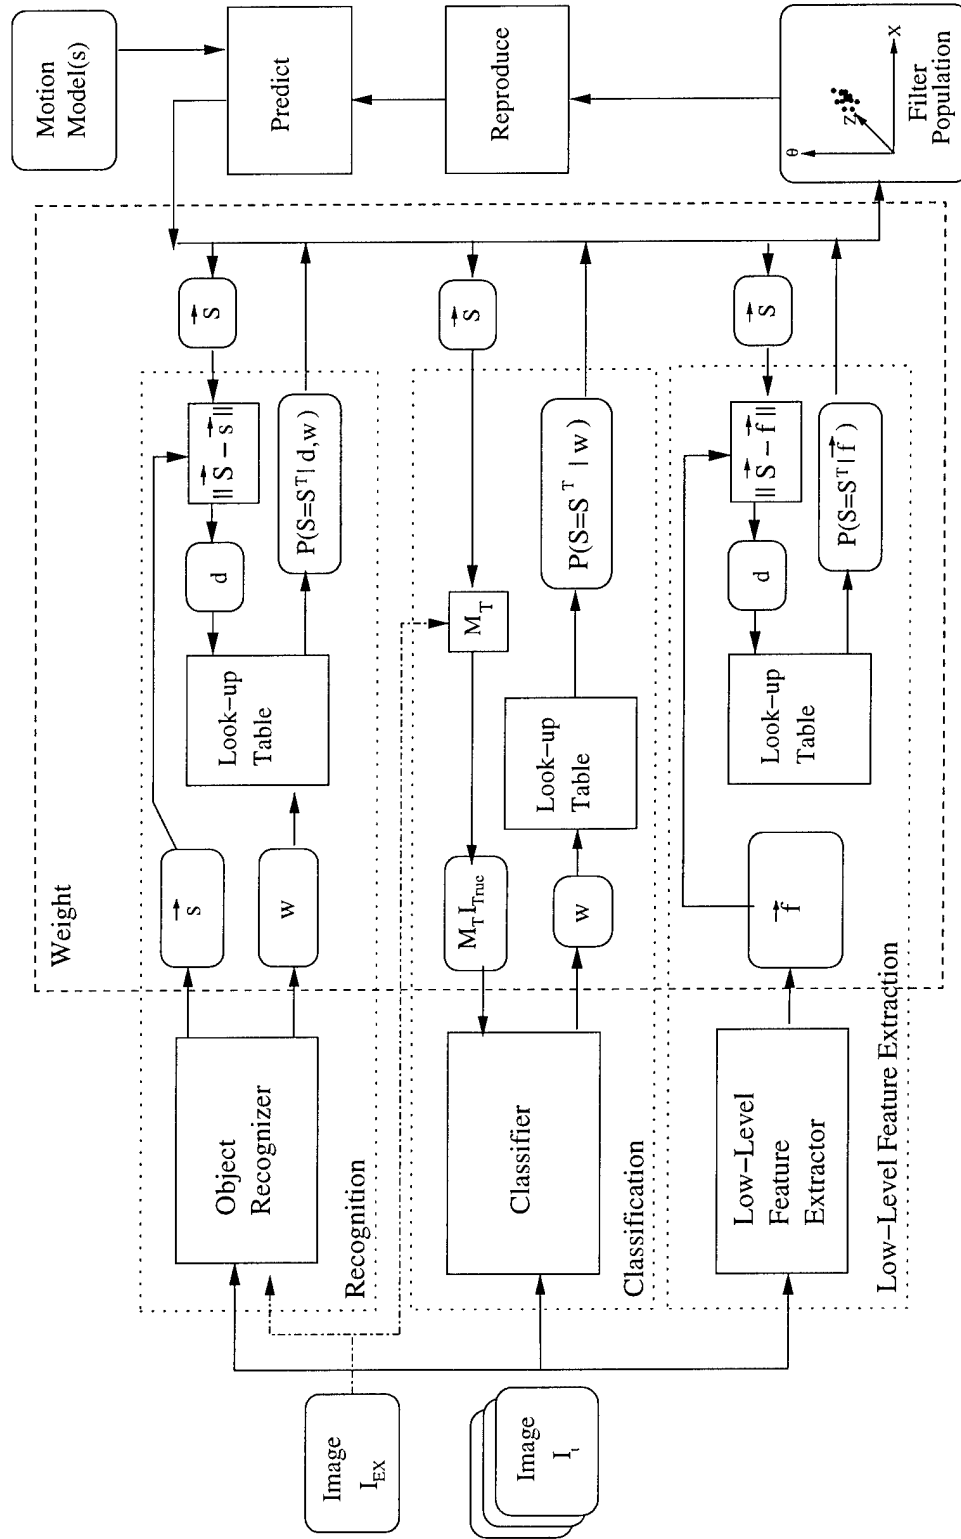 Motion
Model(s)
Predict
Reproduce
θ
Z
X
Filter
Population
Weight
S
|| S – s ||
d
Look–up
Table
P(S=S^T | d,w)
s
w
Object
Recognizer
Recognition
S
M_T
M_T I_True
P(S=S^T | w)
Look–up
Table
w
Classifier
Classification
S
|| S – f ||
d
Look–up
Table
P(S=S^T | f )
f
Low–Level
Feature
Extractor
Low–Level Feature Extraction
Image
I_EX
Image
I_t